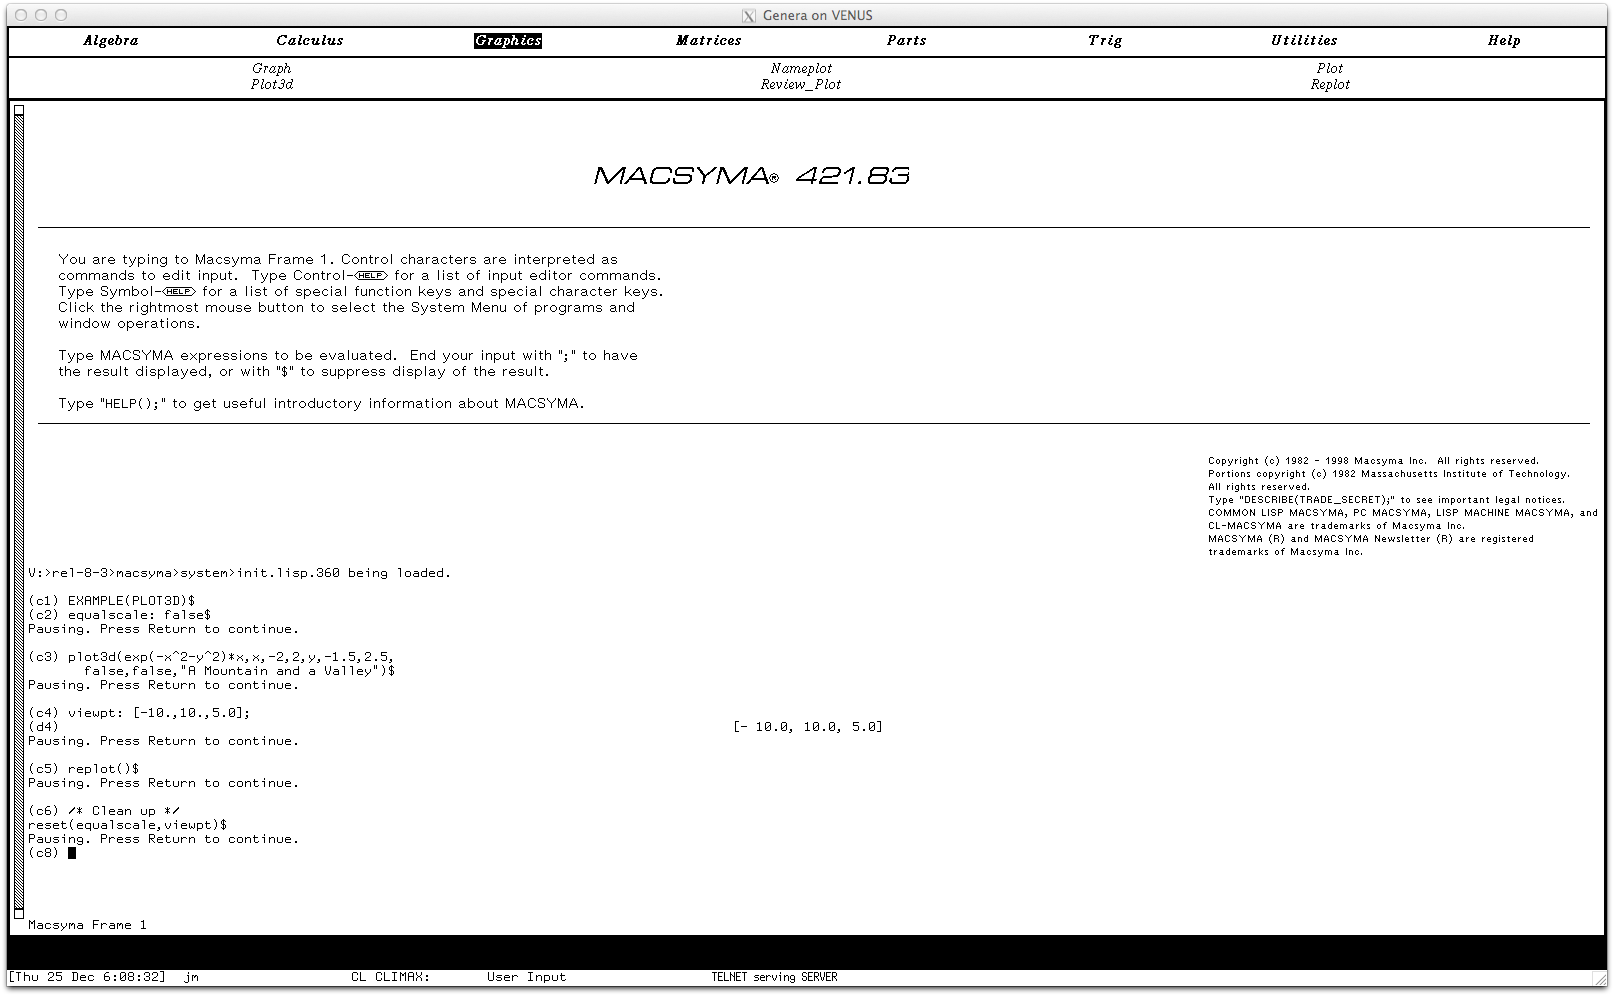 Genera on VENUS
Algebra Calculus Graphics Matrices Parts Trig Utilities Help
Graph Nameplot Plot
Plot3d Review_Plot Replot
MACSYMA® 421.83
You are typing to Macsyma Frame 1. Control characters are interpreted as
commands to edit input.  Type Control-<HELP> for a list of input editor commands.
Type Symbol-<HELP> for a list of special function keys and special character keys.
Click the rightmost mouse button to select the System Menu of programs and
window operations.
Type MACSYMA expressions to be evaluated.  End your input with ";" to have
the result displayed, or with "$" to suppress display of the result.
Type "HELP();" to get useful introductory information about MACSYMA.
Copyright (c) 1982 - 1998 Macsyma Inc.  All rights reserved.
Portions copyright (c) 1982 Massachusetts Institute of Technology.
All rights reserved.
Type "DESCRIBE(TRADE_SECRET);" to see important legal notices.
COMMON LISP MACSYMA, PC MACSYMA, LISP MACHINE MACSYMA, and
CL-MACSYMA are trademarks of Macsyma Inc.
MACSYMA (R) and MACSYMA Newsletter (R) are registered
trademarks of Macsyma Inc.
V:>rel-8-3>macsyma>system>init.lisp.360 being loaded.
(c1) EXAMPLE(PLOT3D)$
(c2) equalscale: false$
Pausing. Press Return to continue.
(c3) plot3d(exp(-x^2-y^2)*x,x,-2,2,y,-1.5,2.5,
false,false,"A Mountain and a Valley")$
Pausing. Press Return to continue.
(c4) viewpt: [-10.,10.,5.0];
(d4) [- 10.0, 10.0, 5.0]
Pausing. Press Return to continue.
(c5) replot()$
Pausing. Press Return to continue.
(c6) /* Clean up */
reset(equalscale,viewpt)$
Pausing. Press Return to continue.
(c8)
Macsyma Frame 1
[Thu 25 Dec 6:08:32] jm CL CLIMAX: User Input TELNET serving SERVER